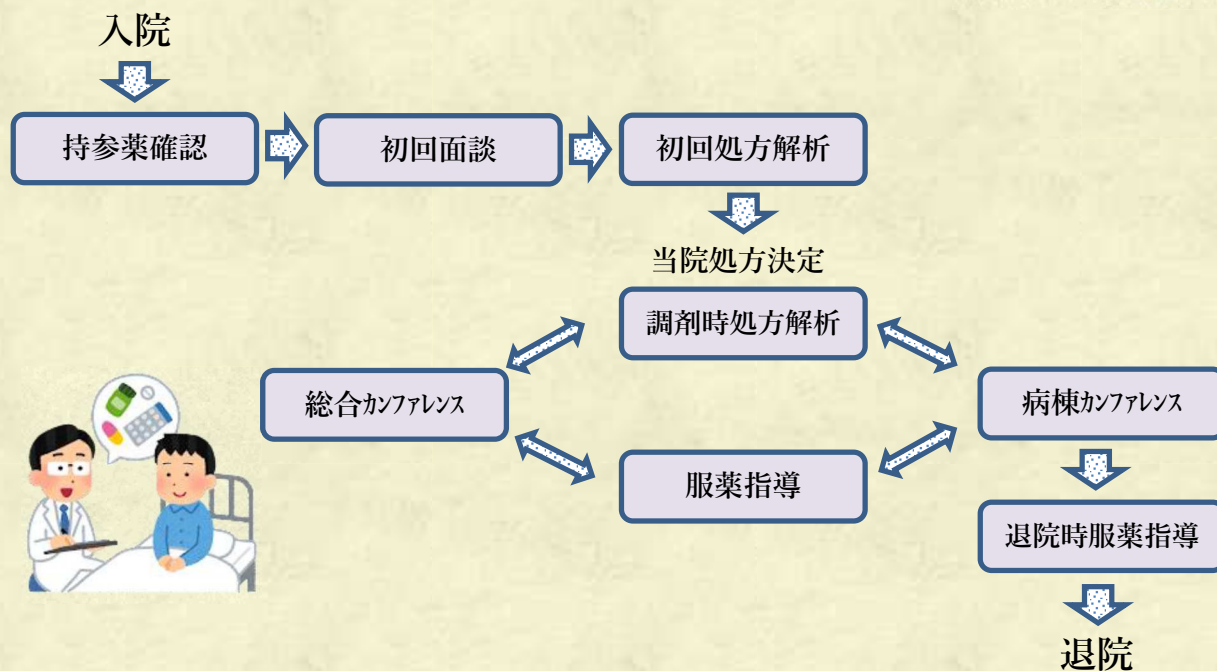 入院
持参薬確認
初回面談
初回処方解析
当院処方決定
調剤時処方解析
総合ｶﾝﾌｧﾚﾝｽ
病棟ｶﾝﾌｧﾚﾝｽ
服薬指導
退院時服薬指導
退院